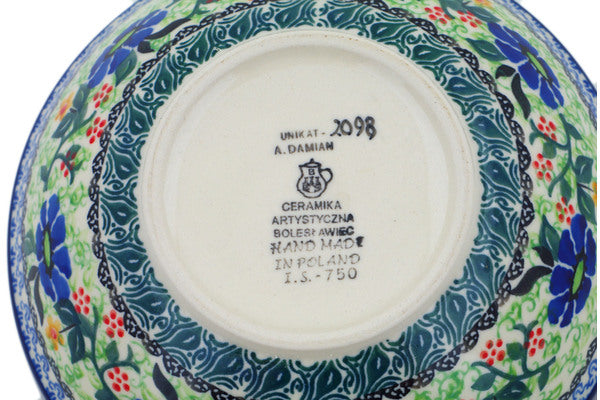 UNIKAT-2098
A. DAMIAN
CERAMIKA
ARTYSTYCZNA
BOLESŁAWIEC
HAND MADE
IN POLAND
I.S.-750